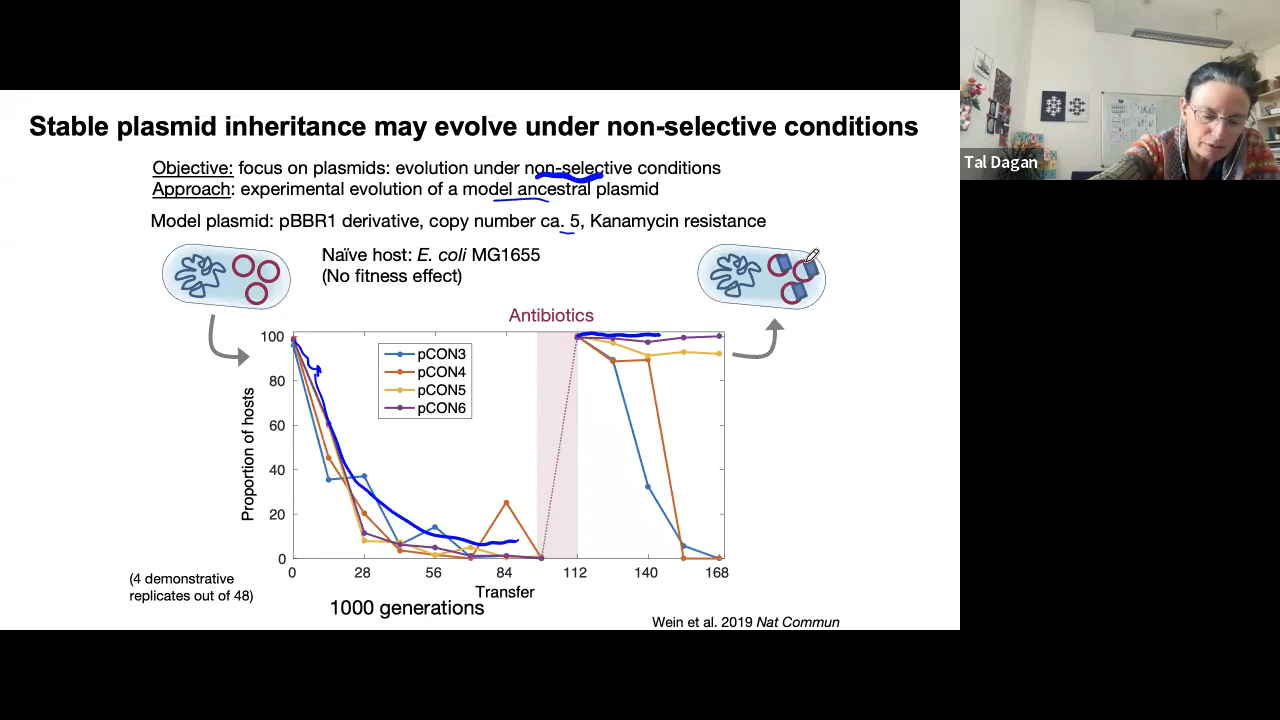 Stable plasmid inheritance may evolve under non-selective conditions
Objective: focus on plasmids: evolution under non-selective conditions
Approach: experimental evolution of a model ancestral plasmid
Model plasmid: pBBR1 derivative, copy number ca. 5, Kanamycin resistance
Naïve host: E. coli MG1655
(No fitness effect)
Antibiotics
Proportion of hosts
100
80
60
40
20
0
pCON3
pCON4
pCON5
pCON6
0 28 56 84 112 140 168
Transfer
1000 generations
(4 demonstrative
replicates out of 48)
Wein et al. 2019 Nat Commun
Tal Dagan